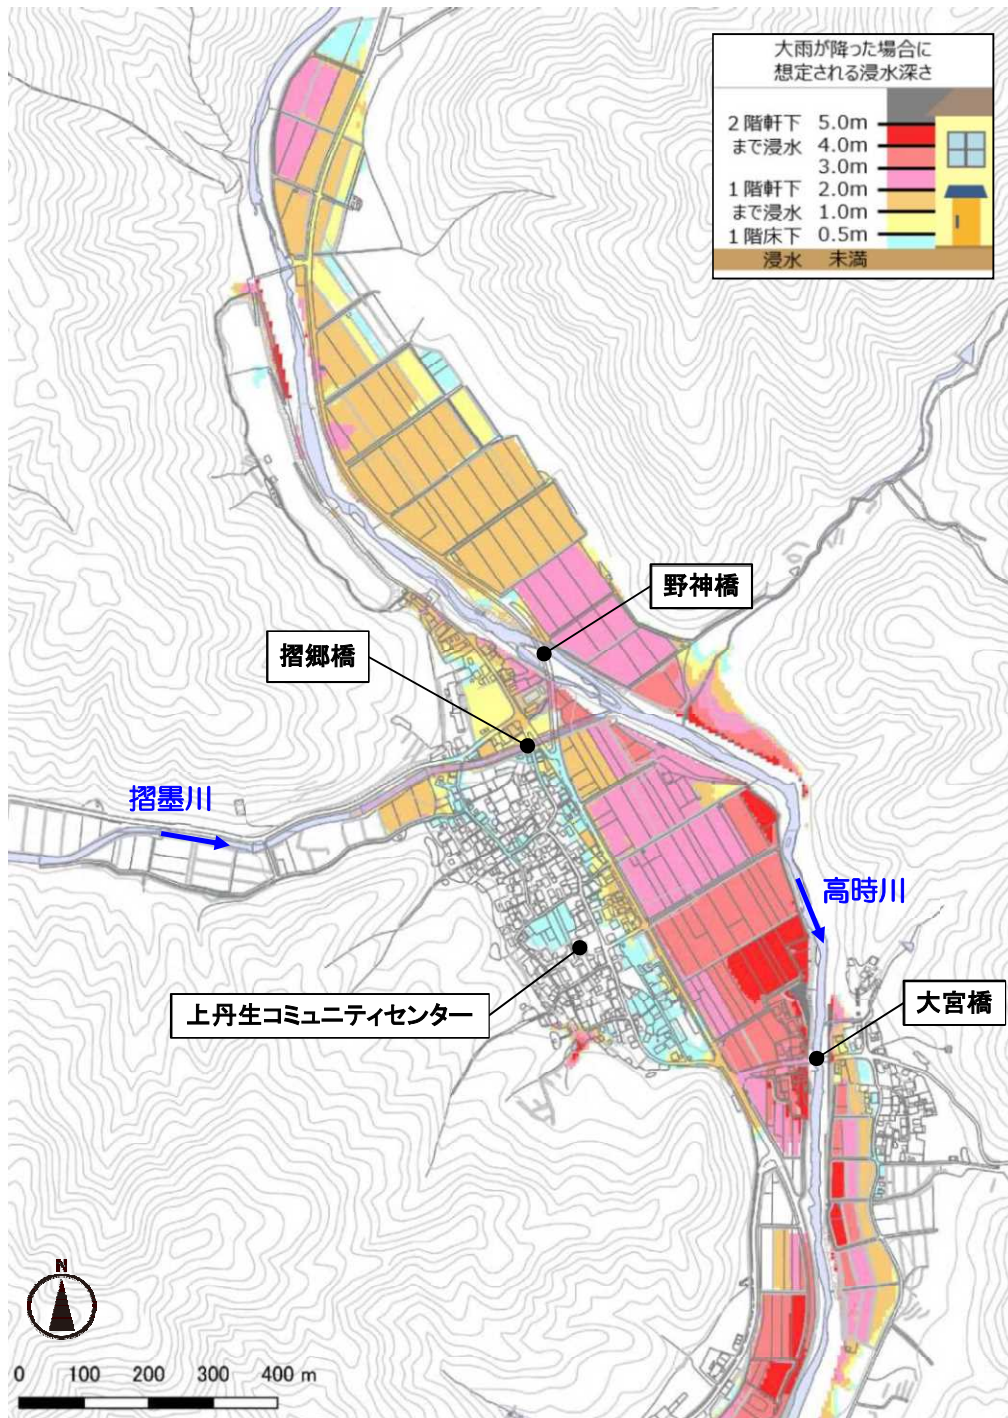 大雨が降った場合に
想定される浸水深さ
2階軒下 5.0m
まで浸水 4.0m
3.0m
1階軒下 2.0m
まで浸水 1.0m
1階床下 0.5m
浸水 未満
野神橋
摺郷橋
摺墨川
高時川
上丹生コミュニティセンター
大宮橋
N
0 100 200 300 400 m